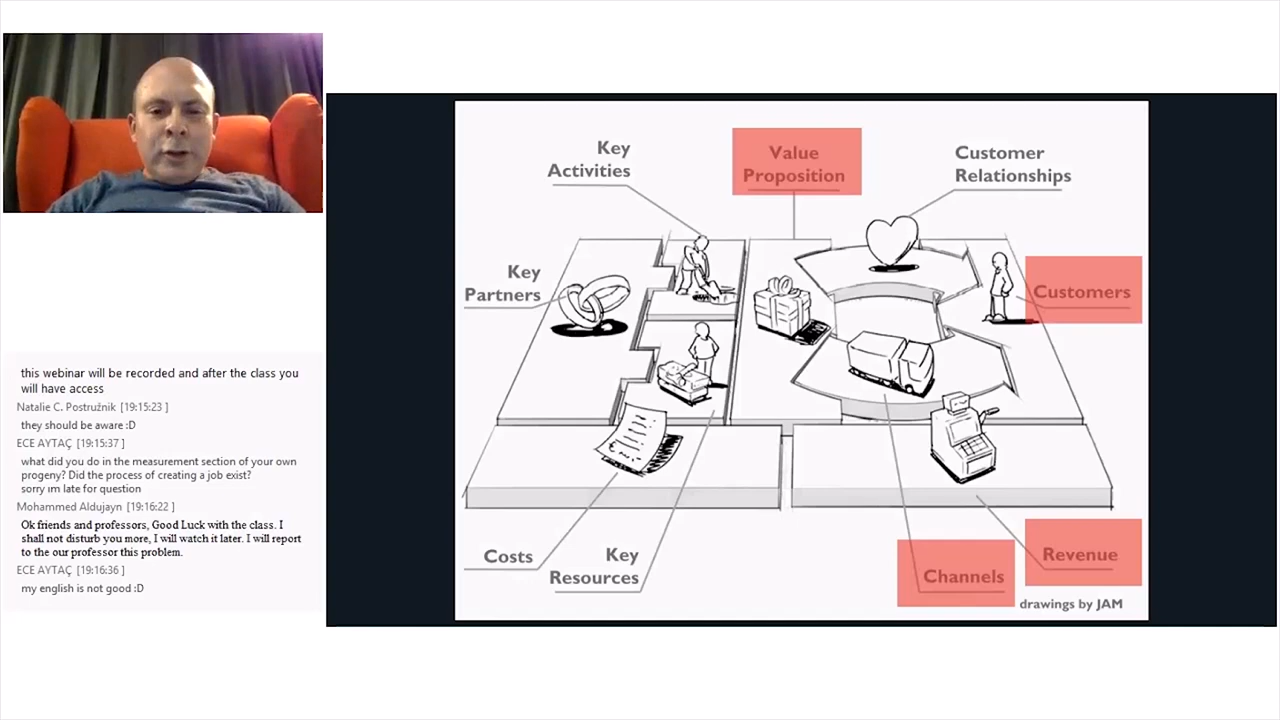 this webinar will be recorded and after the class you
will have access
Natalie C. Postružnik [19:15:23 ]
they should be aware :D
ECE AYTAÇ [19:15:37 ]
what did you do in the measurement section of your own
progeny? Did the process of creating a job exist?
sorry ım late for question
Mohammed Aldujayn [19:16:22 ]
Ok friends and professors, Good Luck with the class. I
shall not disturb you more, I will watch it later. I will report
to the our professor this problem.
ECE AYTAÇ [19:16:36 ]
my english is not good :D
Key
Activities
Value
Proposition
Customer
Relationships
Key
Partners
Customers
Costs
Key
Resources
Channels
Revenue
drawings by JAM